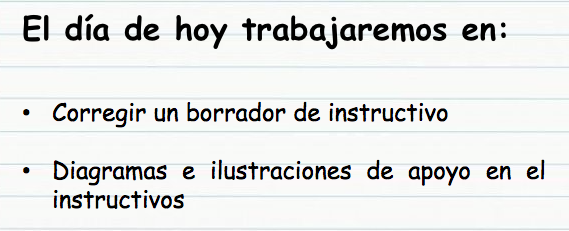 El día de hoy trabajaremos en:
• Corregir un borrador de instructivo
• Diagramas e ilustraciones de apoyo en el
instructivos